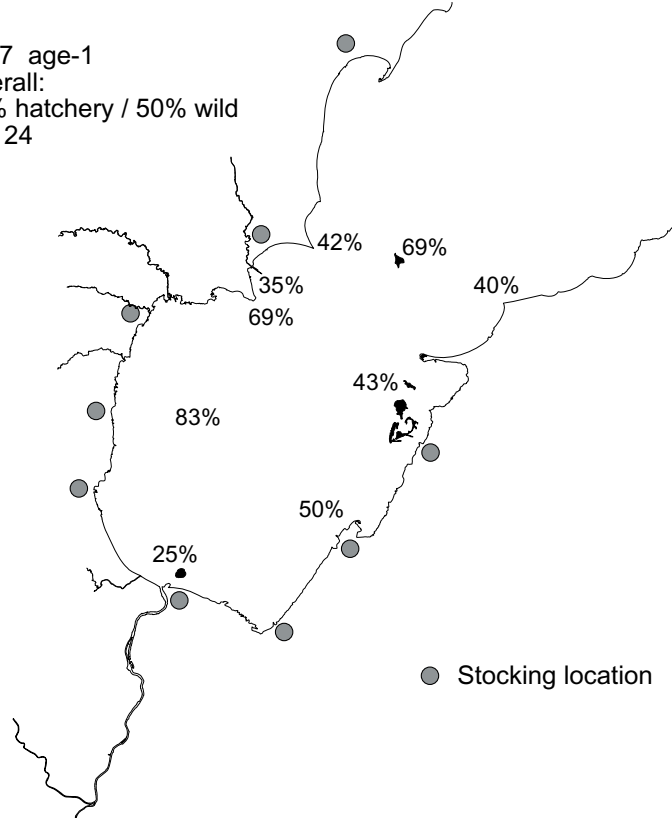 7 age-1
erall:
% hatchery / 50% wild
24
42%
69%
35%
40%
69%
43%
83%
50%
25%
Stocking location